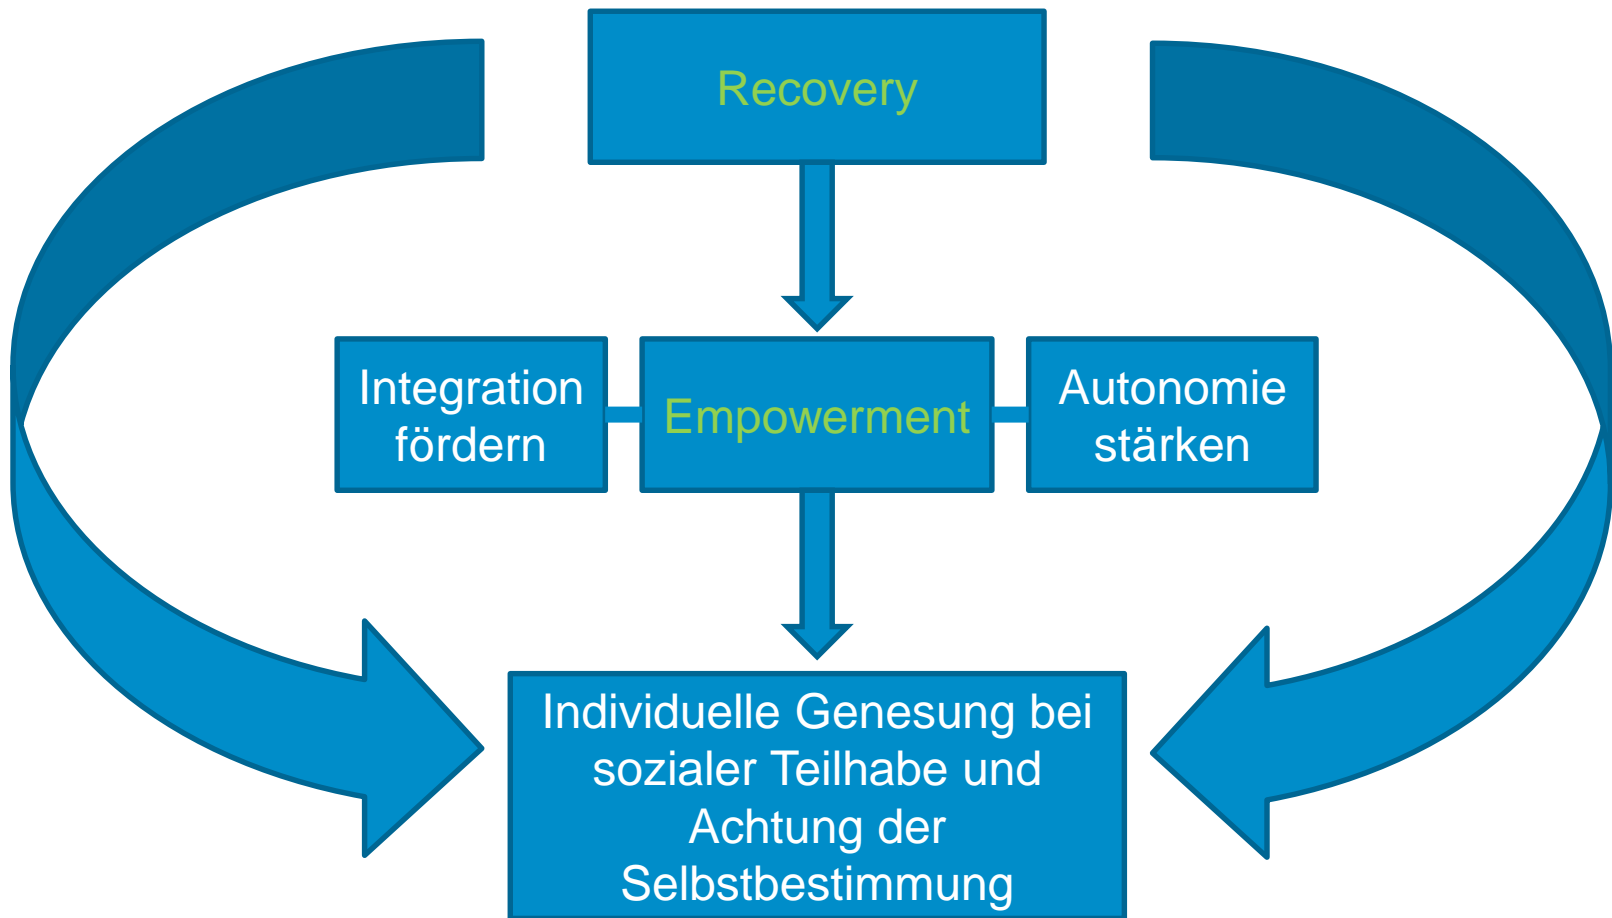 Recovery
Integration
fördern
Empowerment
Autonomie
stärken
Individuelle Genesung bei
sozialer Teilhabe und
Achtung der
Selbstbestimmung